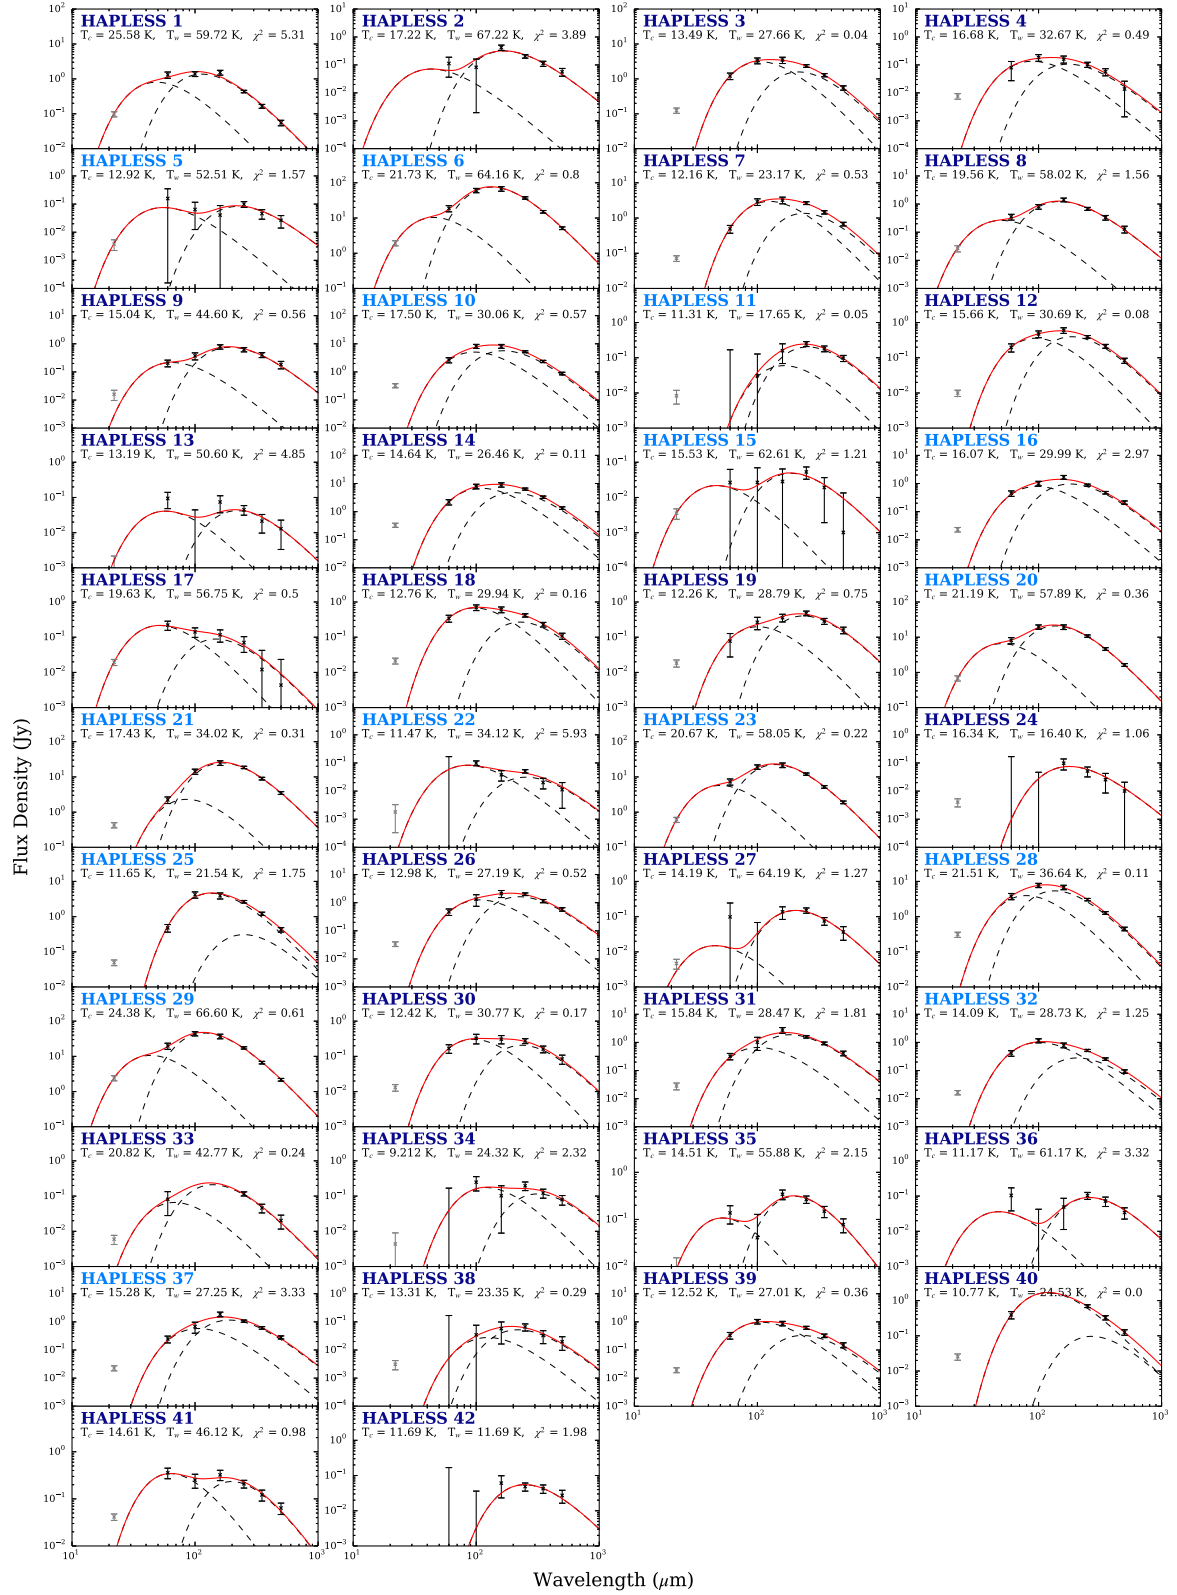 HAPLESS 1
T_c = 25.58 K, T_w = 59.72 K, χ² = 5.31
HAPLESS 2
T_c = 17.22 K, T_w = 67.22 K, χ² = 3.89
HAPLESS 3
T_c = 13.49 K, T_w = 27.66 K, χ² = 0.04
HAPLESS 4
T_c = 16.68 K, T_w = 32.67 K, χ² = 0.49
HAPLESS 5
T_c = 12.92 K, T_w = 52.51 K, χ² = 1.57
HAPLESS 6
T_c = 21.73 K, T_w = 64.16 K, χ² = 0.8
HAPLESS 7
T_c = 12.16 K, T_w = 23.17 K, χ² = 0.53
HAPLESS 8
T_c = 19.56 K, T_w = 58.02 K, χ² = 1.56
HAPLESS 9
T_c = 15.04 K, T_w = 44.60 K, χ² = 0.56
HAPLESS 10
T_c = 17.50 K, T_w = 30.06 K, χ² = 0.57
HAPLESS 11
T_c = 11.31 K, T_w = 17.65 K, χ² = 0.05
HAPLESS 12
T_c = 15.66 K, T_w = 30.69 K, χ² = 0.08
HAPLESS 13
T_c = 13.19 K, T_w = 50.60 K, χ² = 4.85
HAPLESS 14
T_c = 14.64 K, T_w = 26.46 K, χ² = 0.11
HAPLESS 15
T_c = 15.53 K, T_w = 62.61 K, χ² = 1.21
HAPLESS 16
T_c = 16.07 K, T_w = 29.99 K, χ² = 2.97
HAPLESS 17
T_c = 19.63 K, T_w = 56.75 K, χ² = 0.5
HAPLESS 18
T_c = 12.76 K, T_w = 29.94 K, χ² = 0.16
HAPLESS 19
T_c = 12.26 K, T_w = 28.79 K, χ² = 0.75
HAPLESS 20
T_c = 21.19 K, T_w = 57.89 K, χ² = 0.36
HAPLESS 21
T_c = 17.43 K, T_w = 34.02 K, χ² = 0.31
HAPLESS 22
T_c = 11.47 K, T_w = 34.12 K, χ² = 5.93
HAPLESS 23
T_c = 20.67 K, T_w = 58.05 K, χ² = 0.22
HAPLESS 24
T_c = 16.34 K, T_w = 16.40 K, χ² = 1.06
HAPLESS 25
T_c = 11.65 K, T_w = 21.54 K, χ² = 1.75
HAPLESS 26
T_c = 12.98 K, T_w = 27.19 K, χ² = 0.52
HAPLESS 27
T_c = 14.19 K, T_w = 64.19 K, χ² = 1.27
HAPLESS 28
T_c = 21.51 K, T_w = 36.64 K, χ² = 0.11
HAPLESS 29
T_c = 24.38 K, T_w = 66.60 K, χ² = 0.61
HAPLESS 30
T_c = 12.42 K, T_w = 30.77 K, χ² = 0.17
HAPLESS 31
T_c = 15.84 K, T_w = 28.47 K, χ² = 1.81
HAPLESS 32
T_c = 14.09 K, T_w = 28.73 K, χ² = 1.25
HAPLESS 33
T_c = 20.82 K, T_w = 42.77 K, χ² = 0.24
HAPLESS 34
T_c = 9.212 K, T_w = 24.32 K, χ² = 2.32
HAPLESS 35
T_c = 14.51 K, T_w = 55.88 K, χ² = 2.15
HAPLESS 36
T_c = 11.17 K, T_w = 61.17 K, χ² = 3.32
HAPLESS 37
T_c = 15.28 K, T_w = 27.25 K, χ² = 3.33
HAPLESS 38
T_c = 13.31 K, T_w = 23.35 K, χ² = 0.29
HAPLESS 39
T_c = 12.52 K, T_w = 27.01 K, χ² = 0.36
HAPLESS 40
T_c = 10.77 K, T_w = 24.53 K, χ² = 0.0
HAPLESS 41
T_c = 14.61 K, T_w = 46.12 K, χ² = 0.98
HAPLESS 42
T_c = 11.69 K, T_w = 11.69 K, χ² = 1.98
Flux Density (Jy)
10¹ 10² 10³
Wavelength (μm)